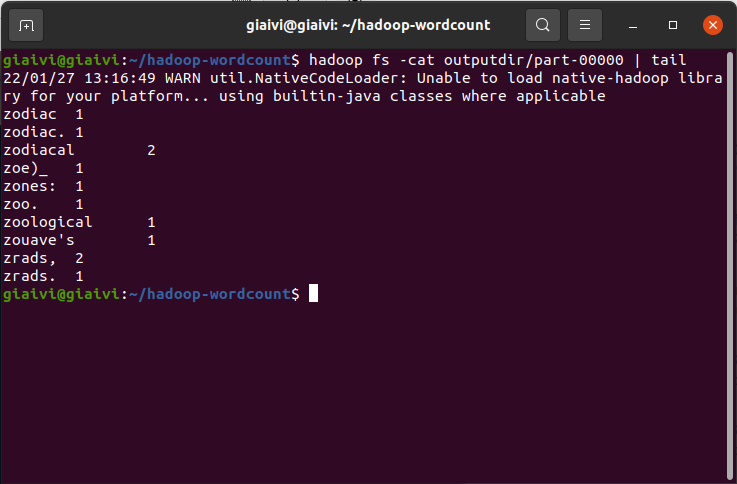 giaivi@giaivi: ~/hadoop-wordcount
giaivi@giaivi:~/hadoop-wordcount$ hadoop fs -cat outputdir/part-00000 | tail
22/01/27 13:16:49 WARN util.NativeCodeLoader: Unable to load native-hadoop libra
ry for your platform... using builtin-java classes where applicable
zodiac  1
zodiac. 1
zodiacal        2
zoe)_   1
zones:  1
zoo.    1
zoological      1
zouave's        1
zrads,  2
zrads.  1
giaivi@giaivi:~/hadoop-wordcount$